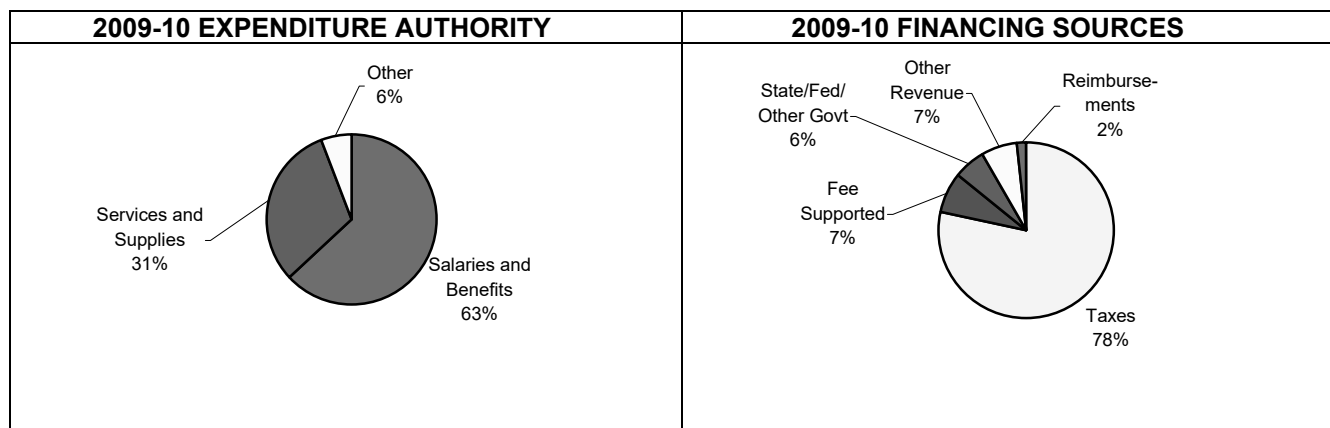 2009-10 EXPENDITURE AUTHORITY
Other
6%
Services and
Supplies
31%
Salaries and
Benefits
63%
2009-10 FINANCING SOURCES
Other
Revenue
7%
State/Fed/
Other Govt
6%
Reimburse-
ments
2%
Fee
Supported
7%
Taxes
78%